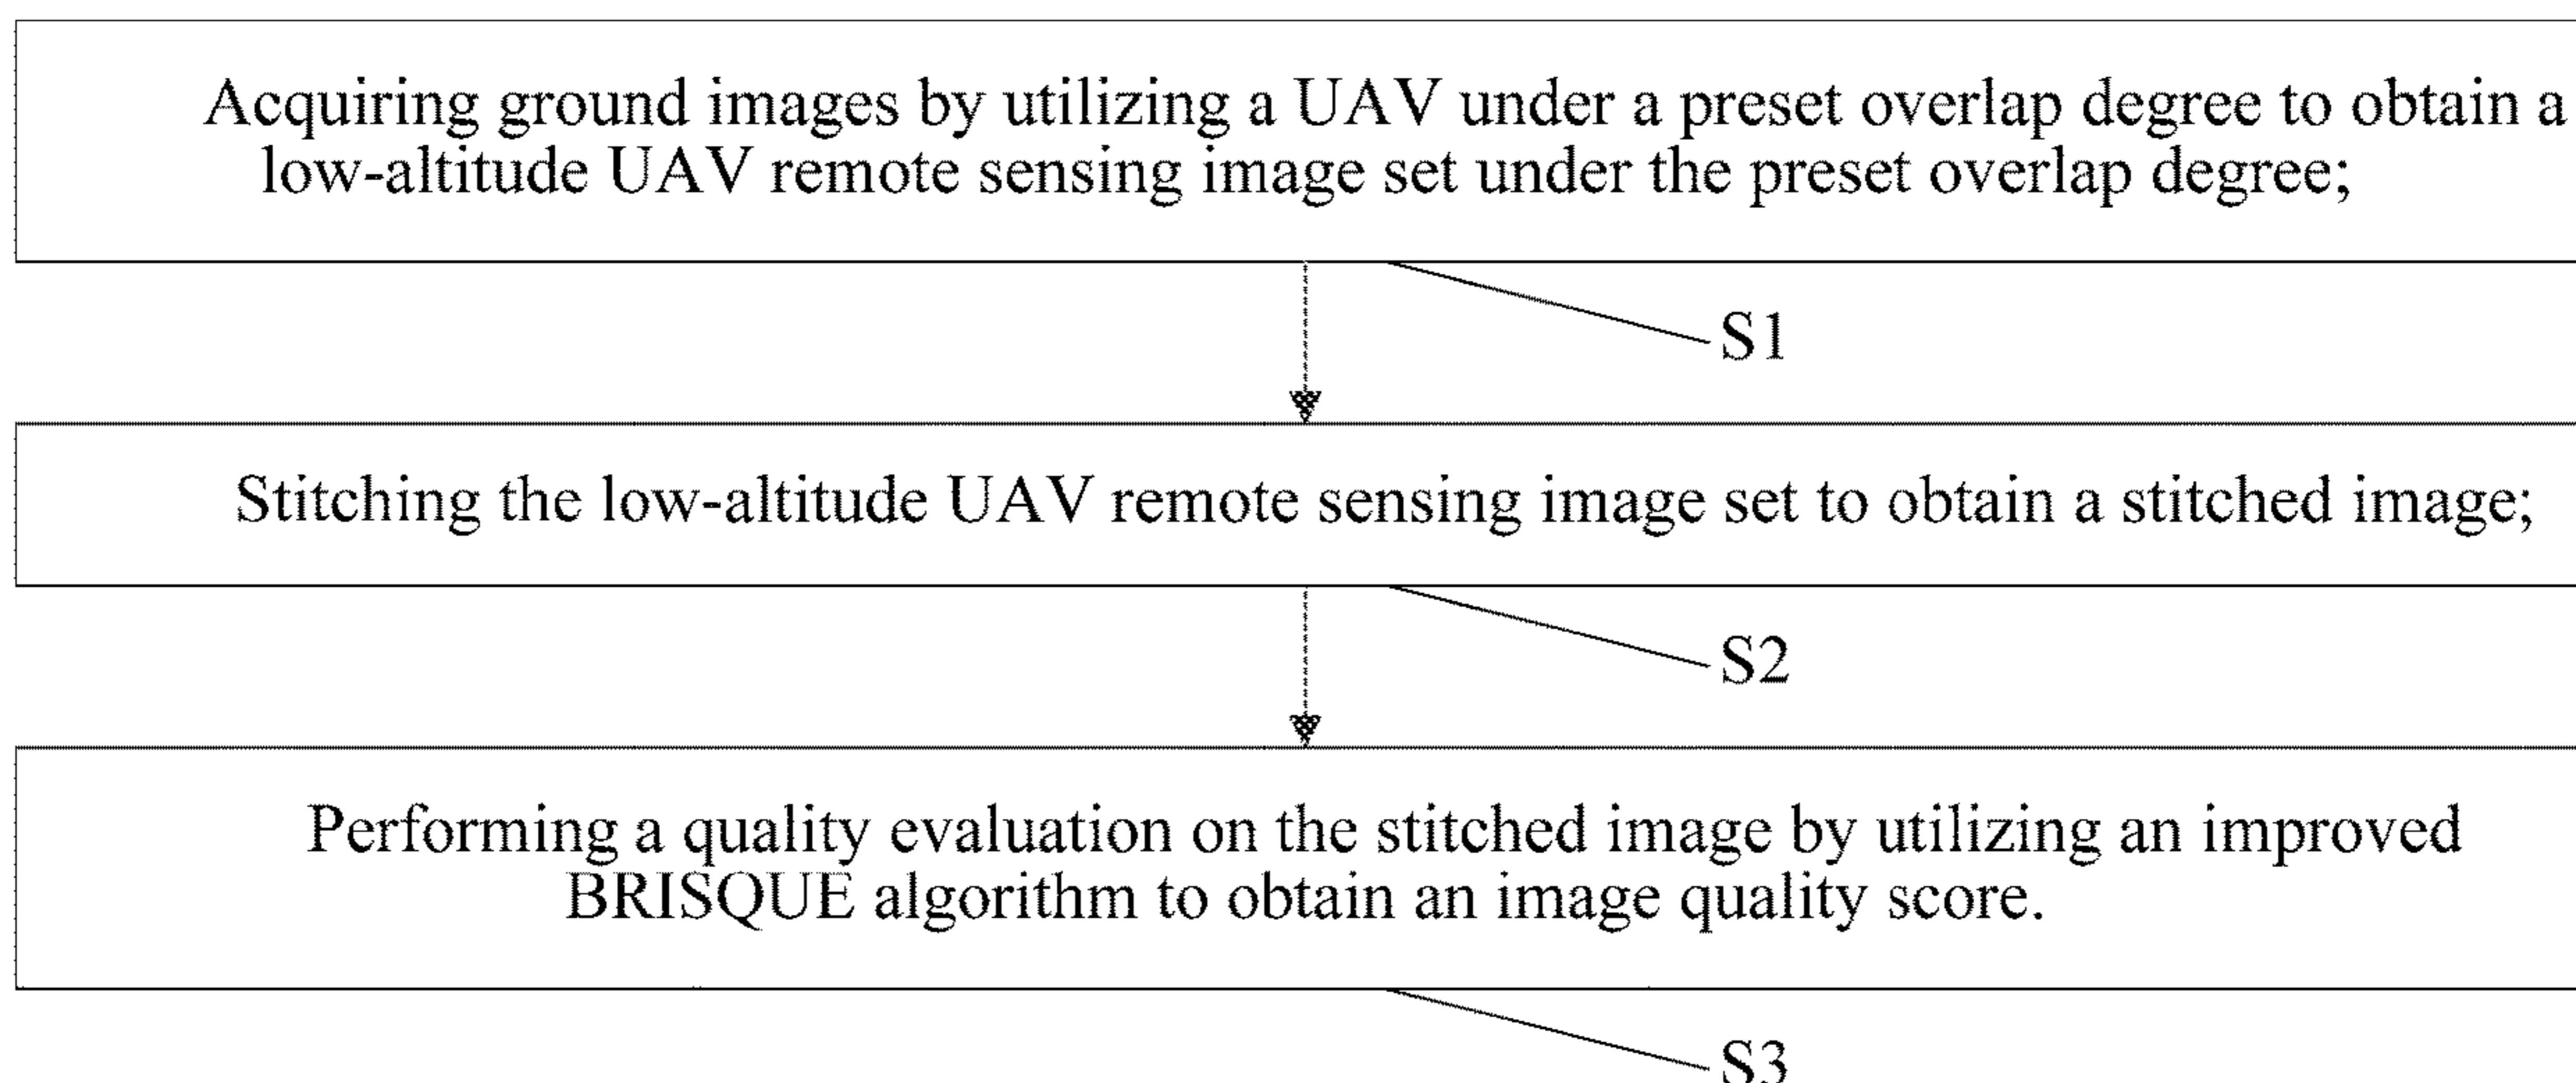 Acquiring ground images by utilizing a UAV under a preset overlap degree to obtain a
low-altitude UAV remote sensing image set under the preset overlap degree;
S1
Stitching the low-altitude UAV remote sensing image set to obtain a stitched image;
S2
Performing a quality evaluation on the stitched image by utilizing an improved
BRISQUE algorithm to obtain an image quality score.
S3